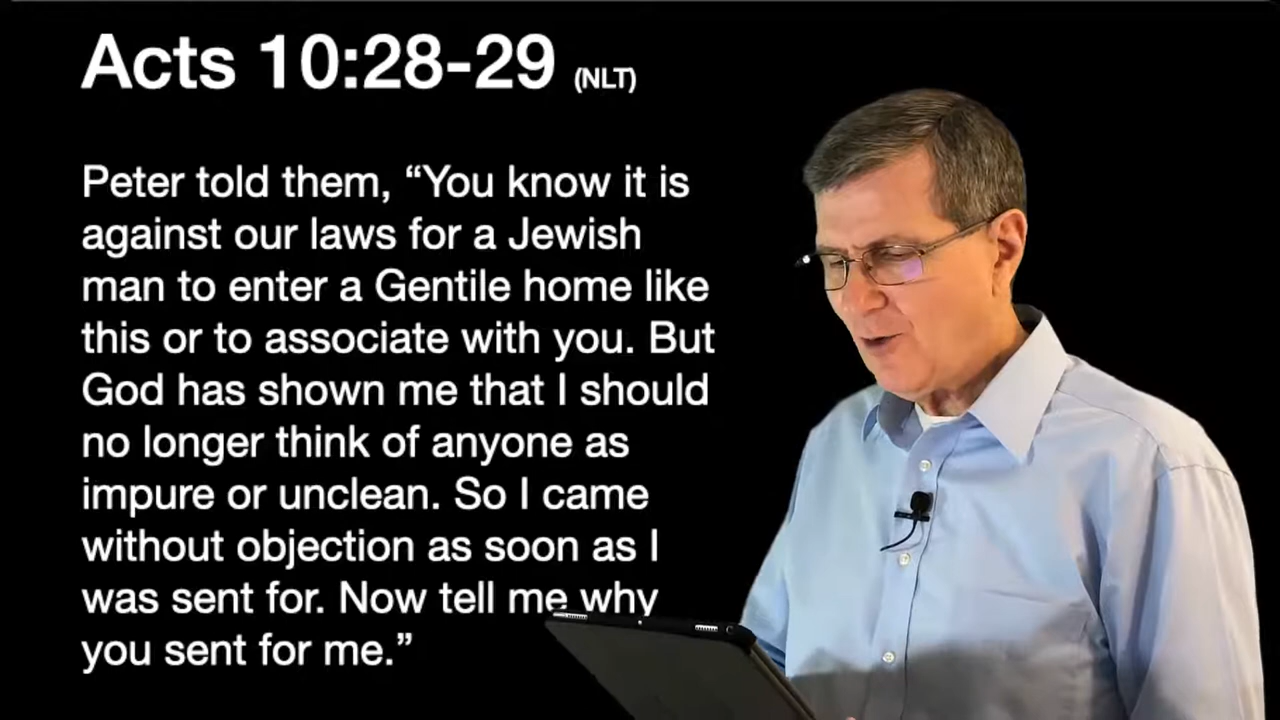 Acts 10:28-29 (NLT)
Peter told them, “You know it is
against our laws for a Jewish
man to enter a Gentile home like
this or to associate with you. But
God has shown me that I should
no longer think of anyone as
impure or unclean. So I came
without objection as soon as I
was sent for. Now tell me why
you sent for me.”